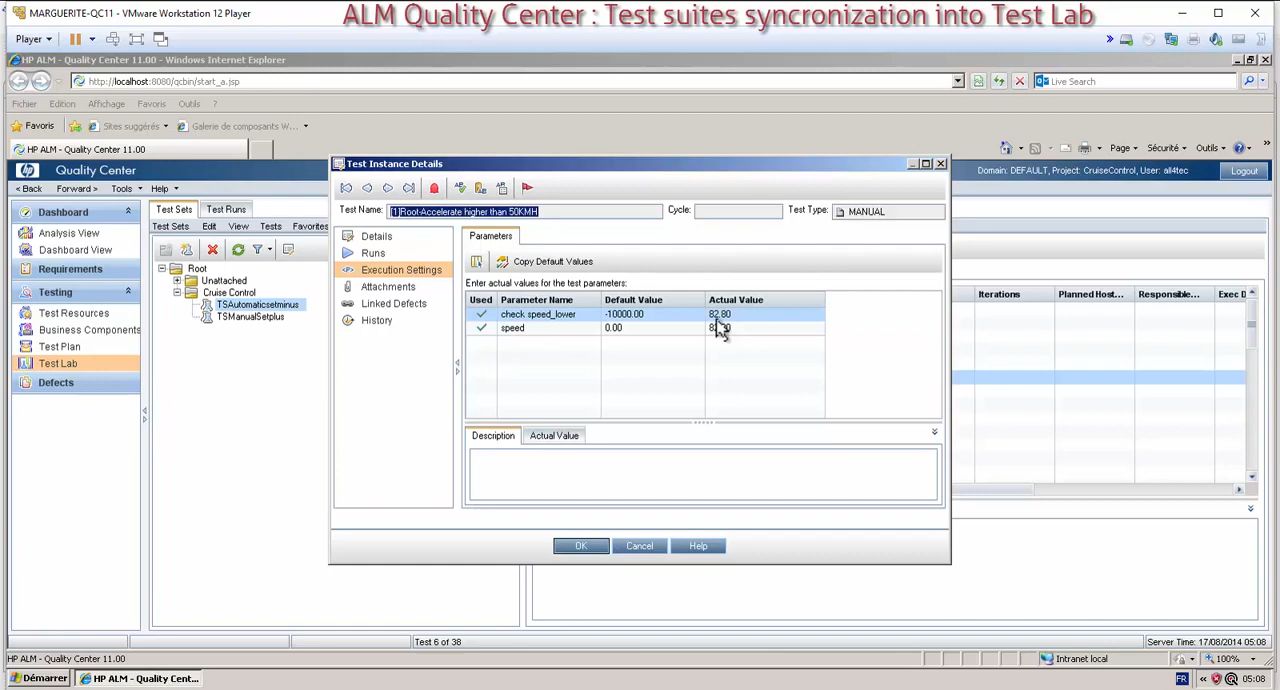 MARGUERITE-QC11 - VMware Workstation 12 Player
ALM Quality Center : Test suites syncronization into Test Lab
Player
HP ALM - Quality Center 11.00 - Windows Internet Explorer
http://localhost:8080/qcbin/start_a.jsp
Live Search
Fichier Edition Affichage Favoris Outils ?
Favoris Sites suggérés Galerie de composants W...
HP ALM - Quality Center 11.00
Page Sécurité Outils
Quality Center
Domain: DEFAULT, Project: CruiseControl, User: all4tec
Logout
< Back Forward > Tools Help
Dashboard
Analysis View
Dashboard View
Requirements
Testing
Test Resources
Business Components
Test Plan
Test Lab
Defects
Test Sets Test Runs
Test Sets Edit View Tests Favorites
Root
Unattached
Cruise Control
TSAutomaticsetminus
TSManualSetplus
Test Instance Details
Test Name: [1]Root-Accelerate higher than 50KMH Cycle: Test Type: MANUAL
Details
Runs
Execution Settings
Attachments
Linked Defects
History
Parameters
Copy Default Values
Enter actual values for the test parameters:
Used Parameter Name Default Value Actual Value
check speed_lower -10000.00 82.80
speed 0.00
Description Actual Value
OK Cancel Help
Iterations Planned Host... Responsible... Exec D
Test 6 of 38
Server Time: 17/08/2014 05:08
HP ALM - Quality Center 11.00
Intranet local
100%
Démarrer
HP ALM - Quality Cent...
FR
05:08